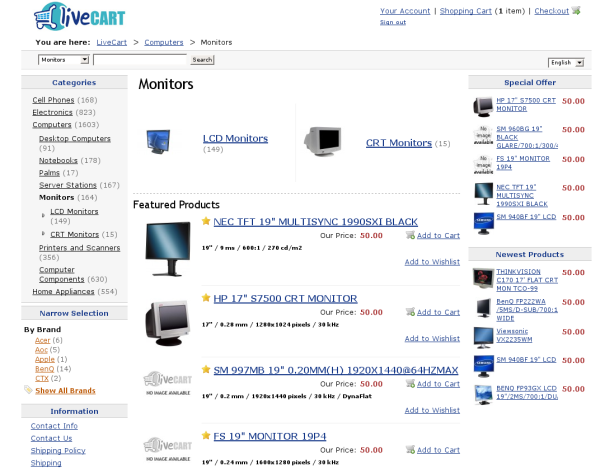 liveCART
Your Account | Shopping Cart (1 item) | Checkout
Sign out
You are here: LiveCart > Computers > Monitors
Monitors
Search
English
Categories
Cell Phones (168)
Electronics (823)
Computers (1603)
Desktop Computers
(91)
Notebooks (178)
Palms (17)
Server Stations (167)
Monitors (164)
LCD Monitors
(149)
CRT Monitors (15)
Printers and Scanners
(356)
Computer
Components (630)
Home Appliances (554)
Narrow Selection
By Brand
Acer (6)
Aoc (5)
Apple (1)
BenQ (14)
CTX (2)
Show All Brands
Information
Contact Info
Contact Us
Shipping Policy
Shipping
Monitors
LCD Monitors
(149)
CRT Monitors (15)
Featured Products
NEC TFT 19" MULTISYNC 1990SXI BLACK
Our Price: 50.00
Add to Cart
Add to Wishlist
19" / 9 ms / 600:1 / 270 cd/m2
HP 17" S7500 CRT MONITOR
Our Price: 50.00
Add to Cart
Add to Wishlist
17" / 0.28 mm / 1280x1024 pixels / 30 kHz
liveCART
NO IMAGE AVAILABLE
SM 997MB 19" 0.20MM(H) 1920X1440@64HZMAX
Our Price: 50.00
Add to Cart
Add to Wishlist
19" / 0.2 mm / 1920x1440 pixels / 30 kHz / DynaFlat
liveCART
NO IMAGE AVAILABLE
FS 19" MONITOR 19P4
Our Price: 50.00
Add to Cart
Add to Wishlist
19" / 0.24 mm / 1600x1280 pixels / 30 kHz
Special Offer
HP 17" S7500 CRT
MONITOR
50.00
No image available
SM 960BG 19"
BLACK
GLARE/700:1/300/4
50.00
No image available
FS 19" MONITOR
19P4
50.00
NEC TFT 19"
MULTISYNC
1990SXI BLACK
50.00
SM 940BF 19" LCD
50.00
Newest Products
THINKVISION
C170 17' FLAT CRT
MON TCO-99
50.00
BenQ FP222WA
/5MS/D-SUB/700:1
WIDE
50.00
Viewsonic
VX2235WM
50.00
SM 940BF 19" LCD
50.00
BENQ FP93GX LCD
19"/2MS/700:1/DU
50.00